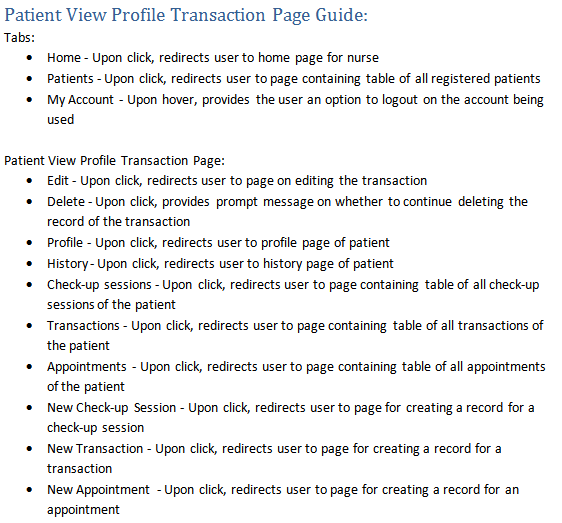 Patient View Profile Transaction Page Guide:
Tabs:
• Home - Upon click, redirects user to home page for nurse
• Patients - Upon click, redirects user to page containing table of all registered patients
• My Account - Upon hover, provides the user an option to logout on the account being
used
Patient View Profile Transaction Page:
• Edit - Upon click, redirects user to page on editing the transaction
• Delete - Upon click, provides prompt message on whether to continue deleting the
record of the transaction
• Profile - Upon click, redirects user to profile page of patient
• History - Upon click, redirects user to history page of patient
• Check-up sessions - Upon click, redirects user to page containing table of all check-up
sessions of the patient
• Transactions - Upon click, redirects user to page containing table of all transactions of
the patient
• Appointments - Upon click, redirects user to page containing table of all appointments
of the patient
• New Check-up Session - Upon click, redirects user to page for creating a record for a
check-up session
• New Transaction - Upon click, redirects user to page for creating a record for a
transaction
• New Appointment - Upon click, redirects user to page for creating a record for an
appointment